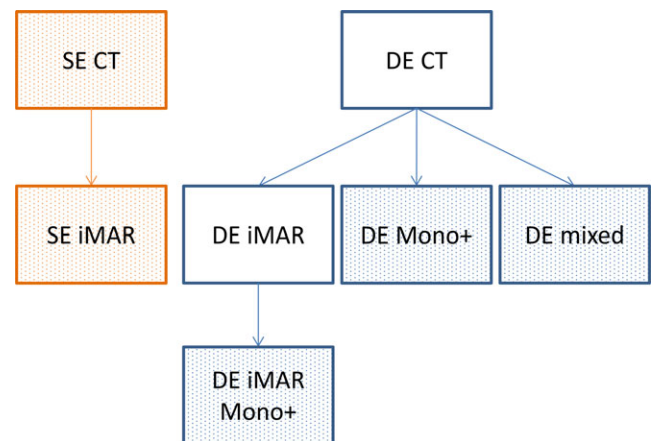 SE CT
DE CT
SE iMAR
DE iMAR
DE Mono+
DE mixed
DE iMAR
Mono+